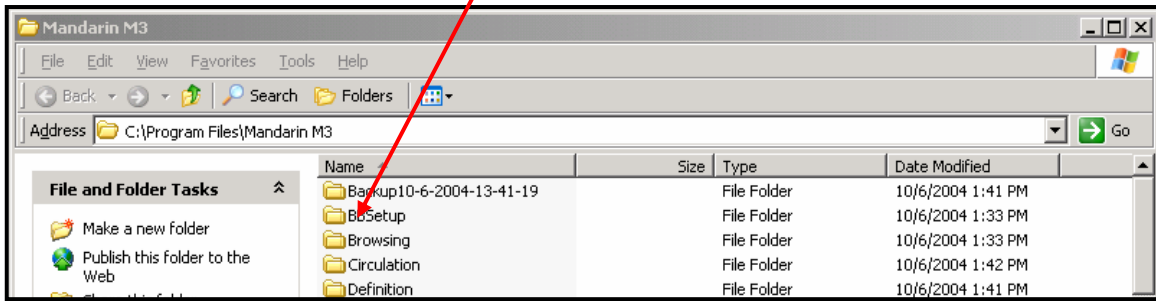 Mandarin M3
File Edit View Favorites Tools Help
Back Search Folders
Address C:\Program Files\Mandarin M3 Go
Name Size Type Date Modified
File and Folder Tasks
Make a new folder
Publish this folder to the
Web
Backup10-6-2004-13-41-19 File Folder 10/6/2004 1:41 PM
BBSetup File Folder 10/6/2004 1:33 PM
Browsing File Folder 10/6/2004 1:33 PM
Circulation File Folder 10/6/2004 1:42 PM
Definition File Folder 10/6/2004 1:41 PM